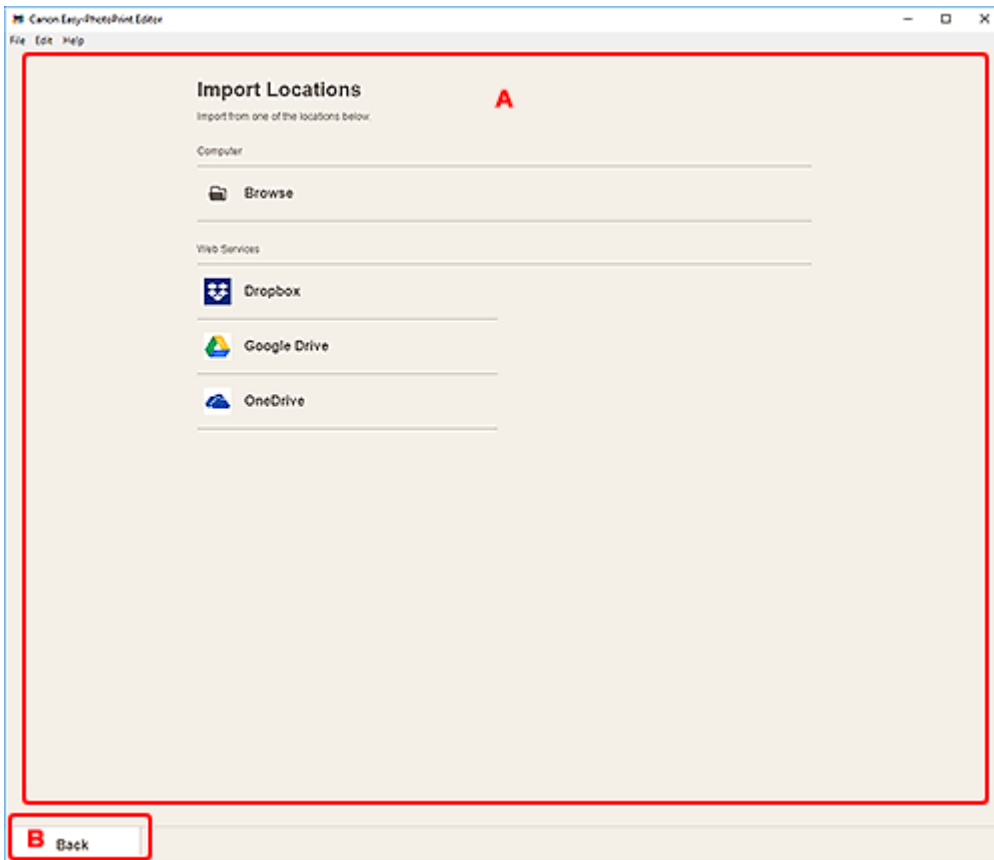 Canon Easy-PhotoPrint Editor
File Edit Help
Import Locations
A
Import from one of the locations below.
Computer
Browse
Web Services
Dropbox
Google Drive
OneDrive
B Back